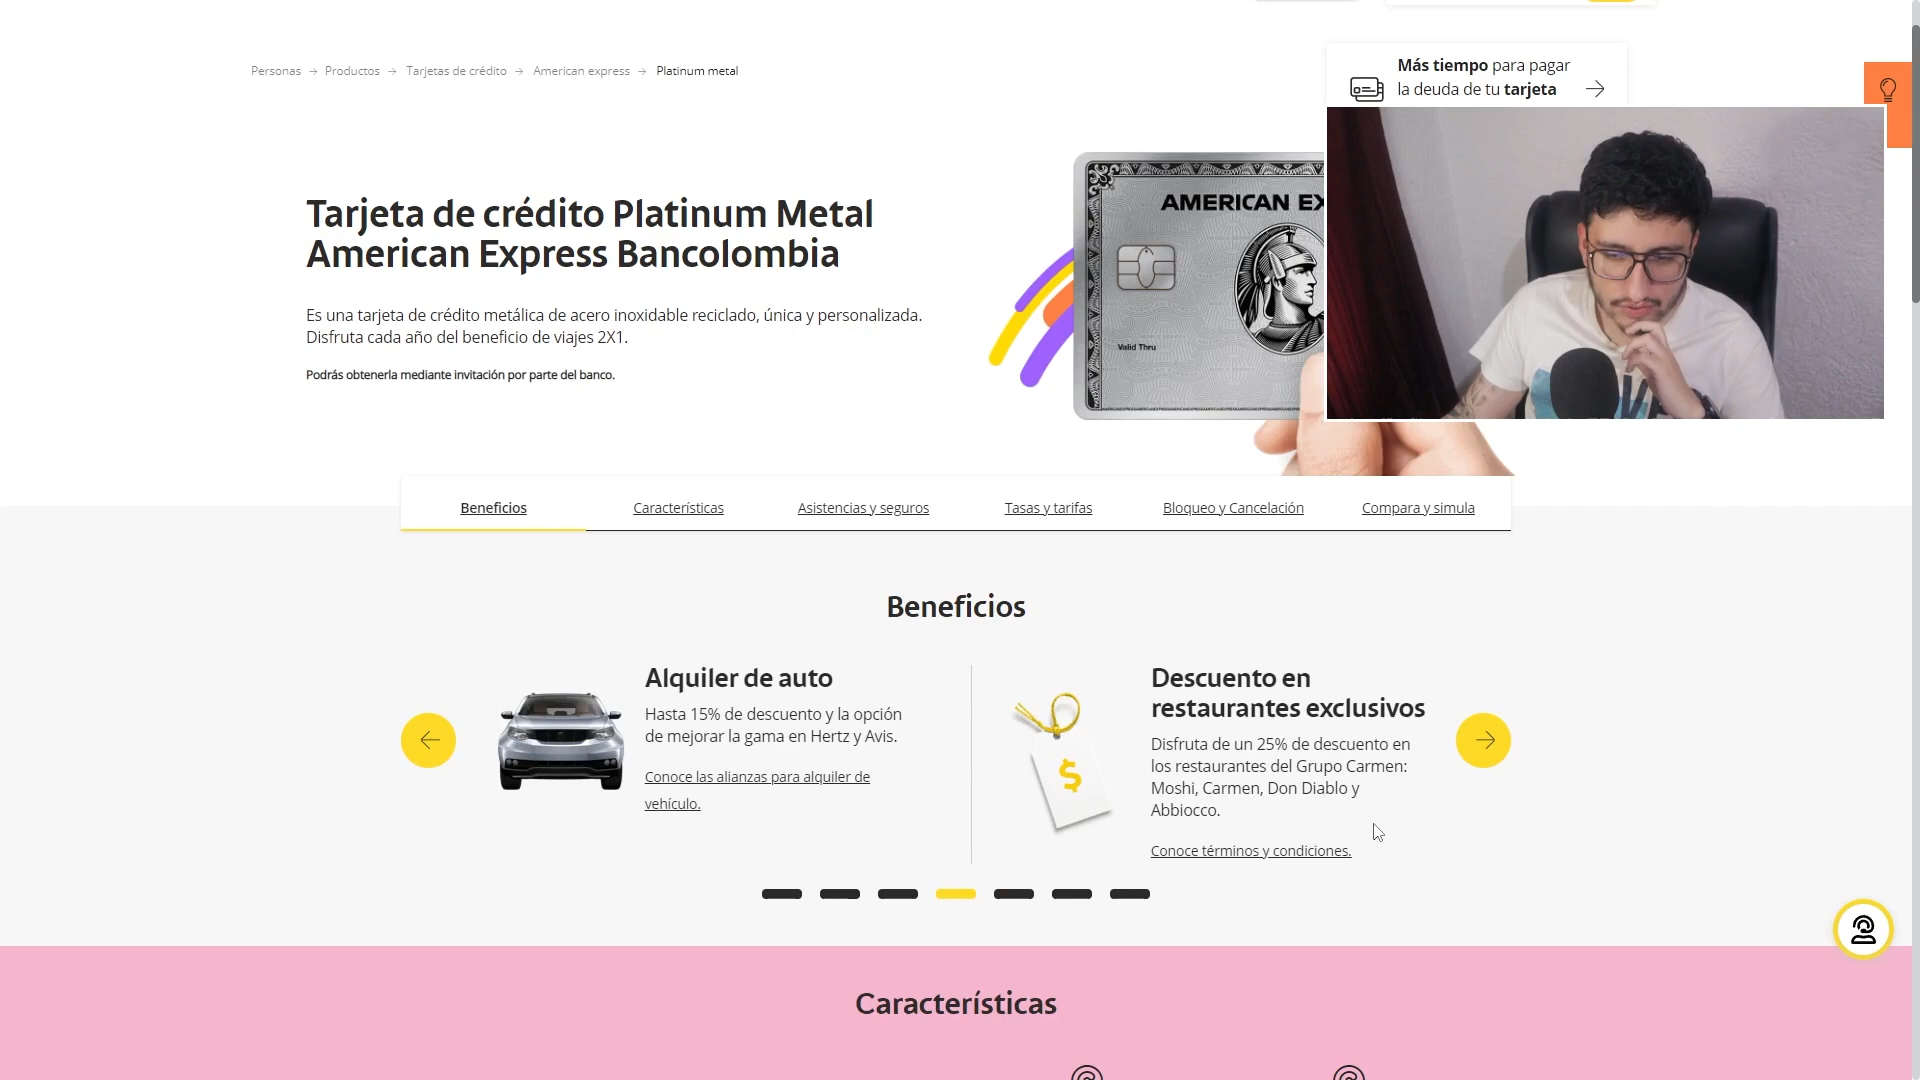 Personas → Productos → Tarjetas de crédito → American express → Platinum metal
Más tiempo para pagar
la deuda de tu tarjeta
Tarjeta de crédito Platinum Metal
American Express Bancolombia
Es una tarjeta de crédito metálica de acero inoxidable reciclado, única y personalizada.
Disfruta cada año del beneficio de viajes 2X1.
Podrás obtenerla mediante invitación por parte del banco.
AMERICAN EX
Valid Thru
Beneficios
Características
Asistencias y seguros
Tasas y tarifas
Bloqueo y Cancelación
Compara y simula
Beneficios
Alquiler de auto
Hasta 15% de descuento y la opción
de mejorar la gama en Hertz y Avis.
Conoce las alianzas para alquiler de
vehículo.
$
Descuento en
restaurantes exclusivos
Disfruta de un 25% de descuento en
los restaurantes del Grupo Carmen:
Moshi, Carmen, Don Diablo y
Abbiocco.
Conoce términos y condiciones.
Características